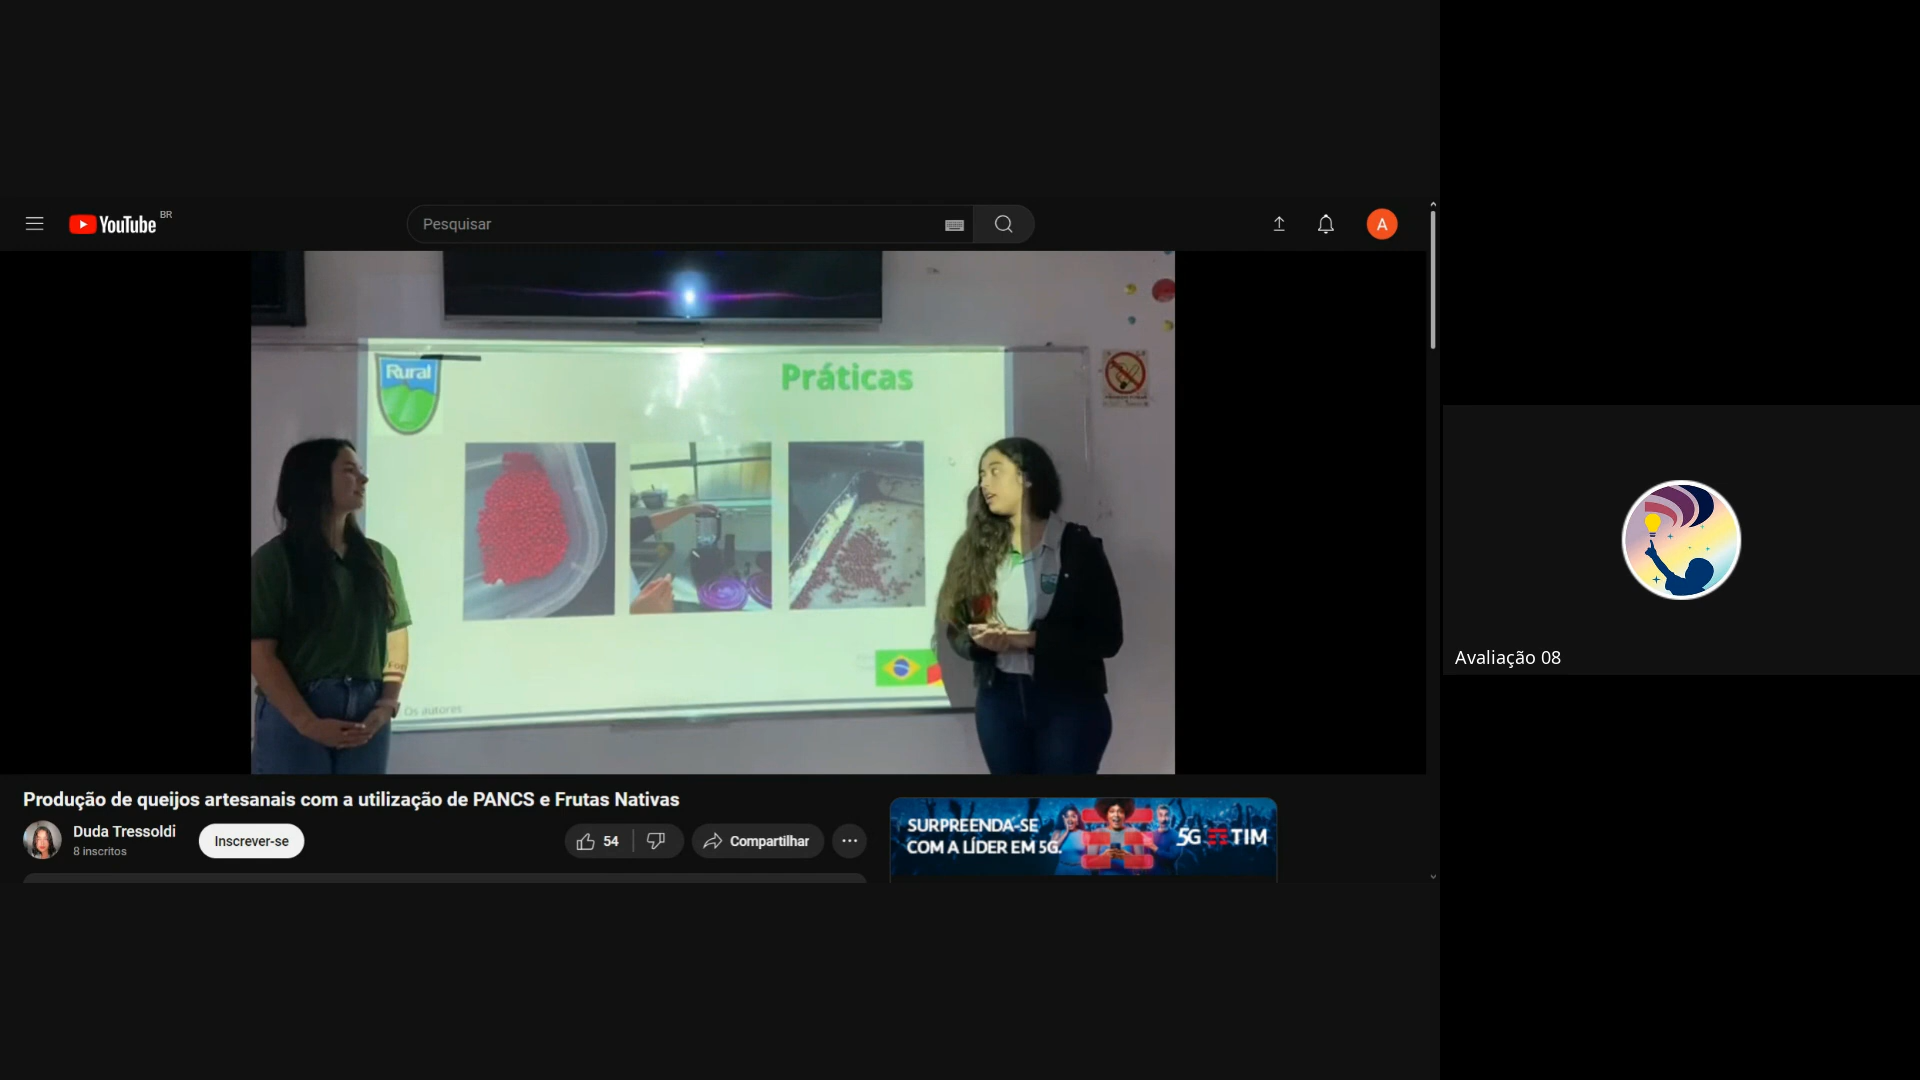 YouTube BR
Pesquisar
A
Rural
Práticas
Os autores
Produção de queijos artesanais com a utilização de PANCS e Frutas Nativas
Duda Tressoldi
8 inscritos
Inscrever-se
54
Compartilhar
SURPREENDA-SE
COM A LÍDER EM 5G.
5G TIM
Avaliação 08